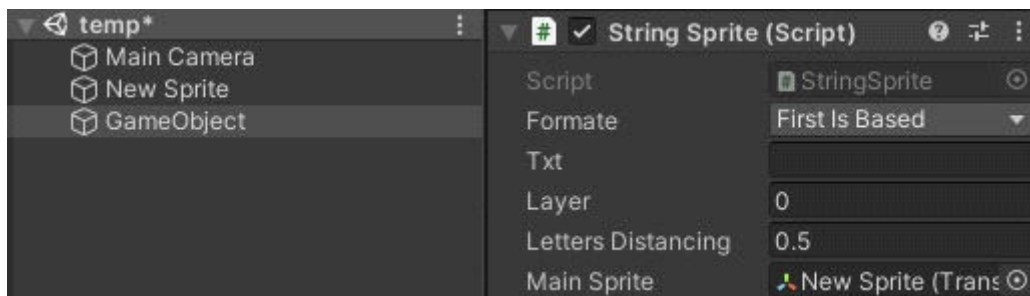 temp*
Main Camera
New Sprite
GameObject
# String Sprite (Script)
Script # StringSprite
Formate First Is Based
Txt
Layer 0
Letters Distancing 0.5
Main Sprite New Sprite (Trans